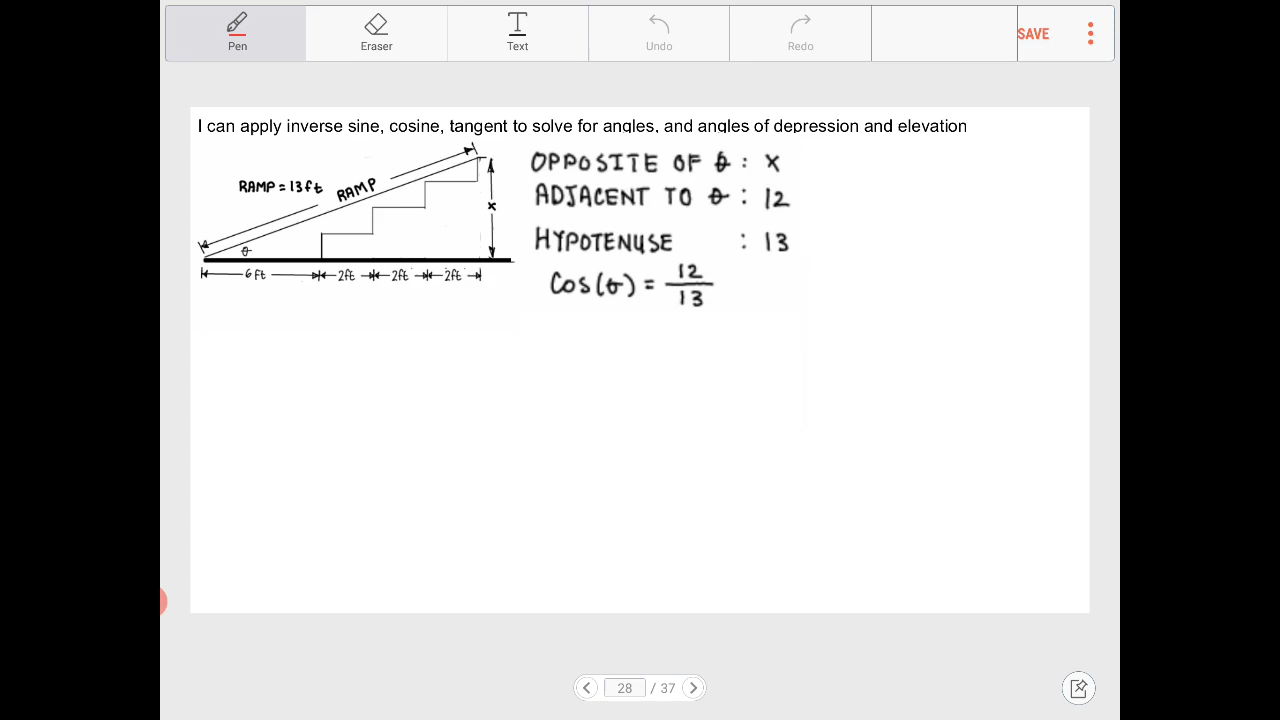 Pen
Eraser
Text
Undo
Redo
SAVE
I can apply inverse sine, cosine, tangent to solve for angles, and angles of depression and elevation
RAMP = 13ft
RAMP
x
θ
6 ft
2ft
2ft
2ft
OPPOSITE OF θ : x
ADJACENT TO θ : 12
HYPOTENUSE : 13
Cos(θ) = 12/13
28 / 37